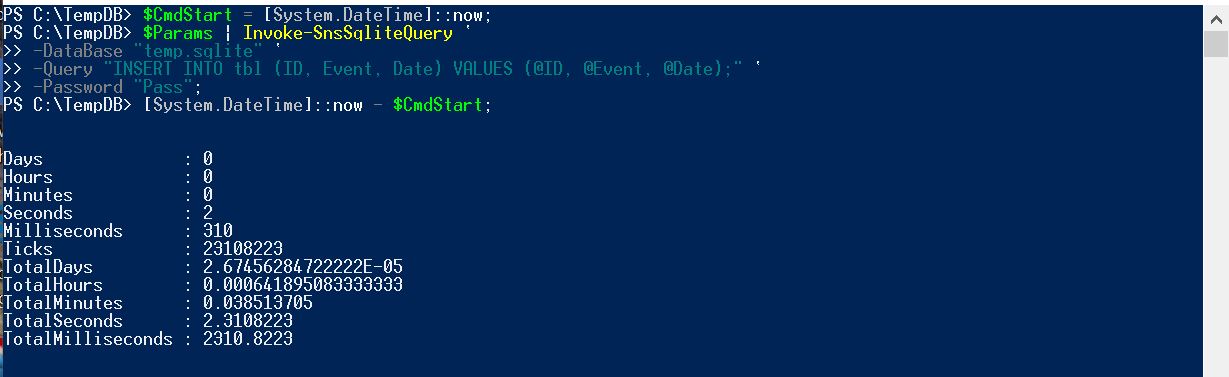 PS C:\TempDB> $CmdStart = [System.DateTime]::now;
PS C:\TempDB> $Params | Invoke-SnsSqliteQuery `
>> -DataBase "temp.sqlite" `
>> -Query "INSERT INTO tbl (ID, Event, Date) VALUES (@ID, @Event, @Date);" `
>> -Password "Pass";
PS C:\TempDB> [System.DateTime]::now - $CmdStart;
Days : 0
Hours : 0
Minutes : 0
Seconds : 2
Milliseconds : 310
Ticks : 23108223
TotalDays : 2.67456284722222E-05
TotalHours : 0.000641895083333333
TotalMinutes : 0.038513705
TotalSeconds : 2.3108223
TotalMilliseconds : 2310.8223